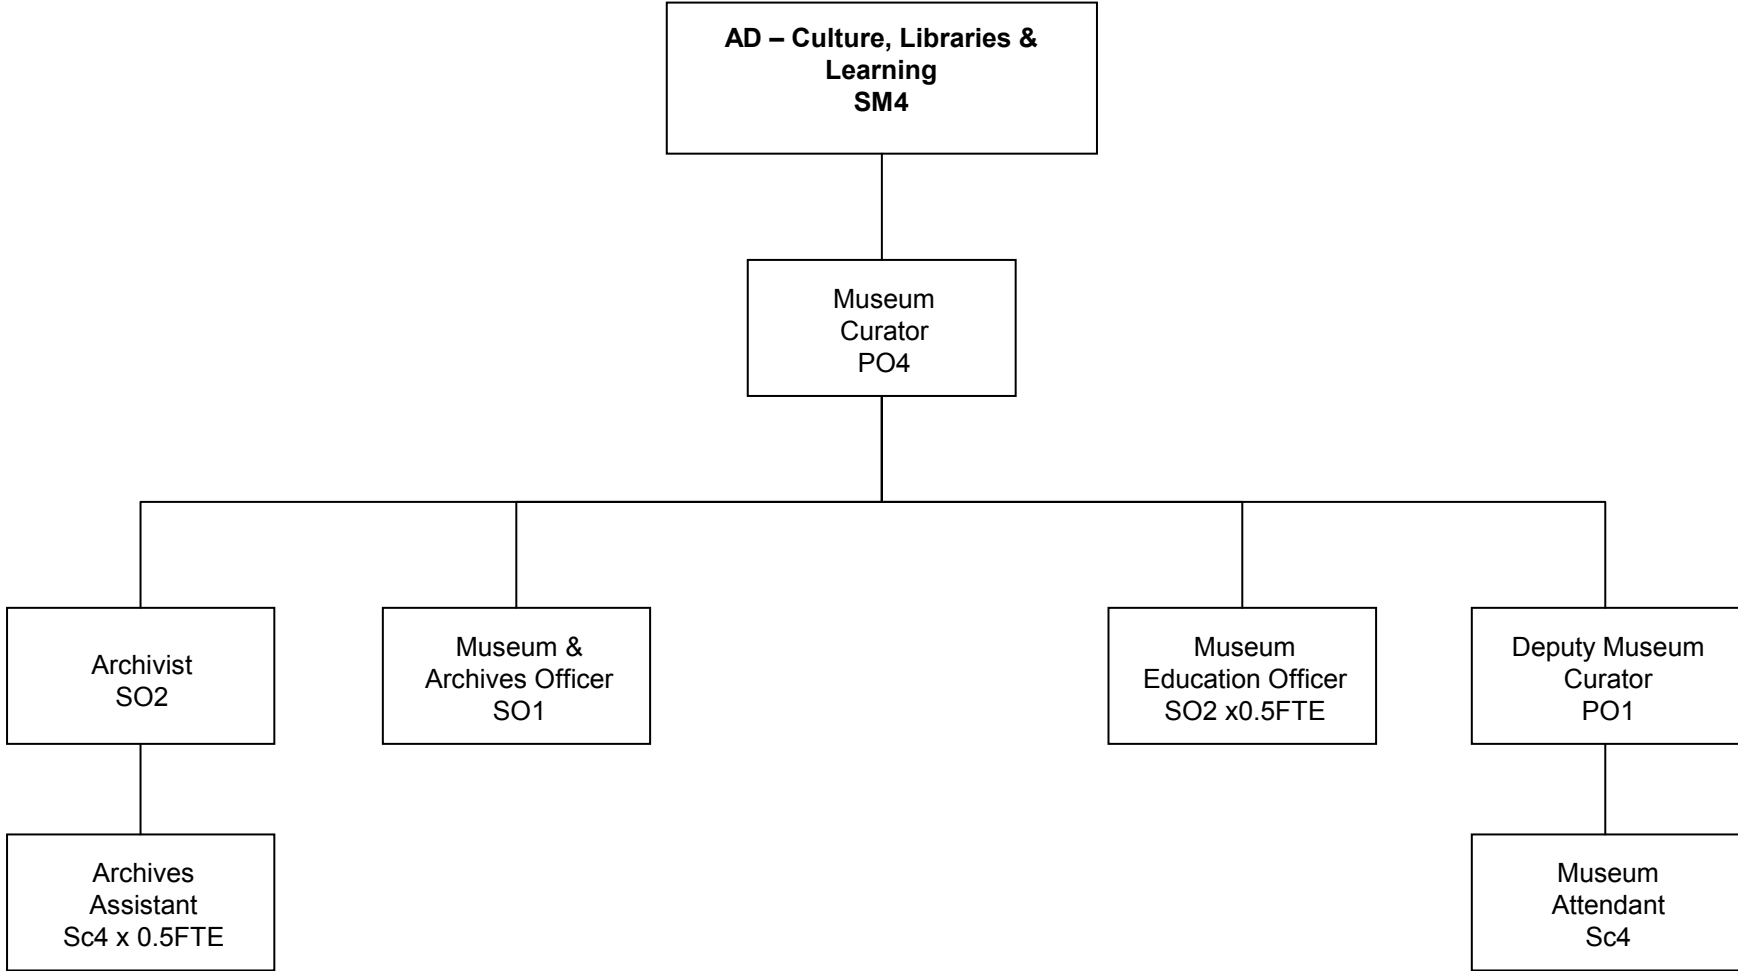 AD – Culture, Libraries &
Learning
SM4
Museum
Curator
PO4
Archivist
SO2
Museum &
Archives Officer
SO1
Museum
Education Officer
SO2 x0.5FTE
Deputy Museum
Curator
PO1
Archives
Assistant
Sc4 x 0.5FTE
Museum
Attendant
Sc4